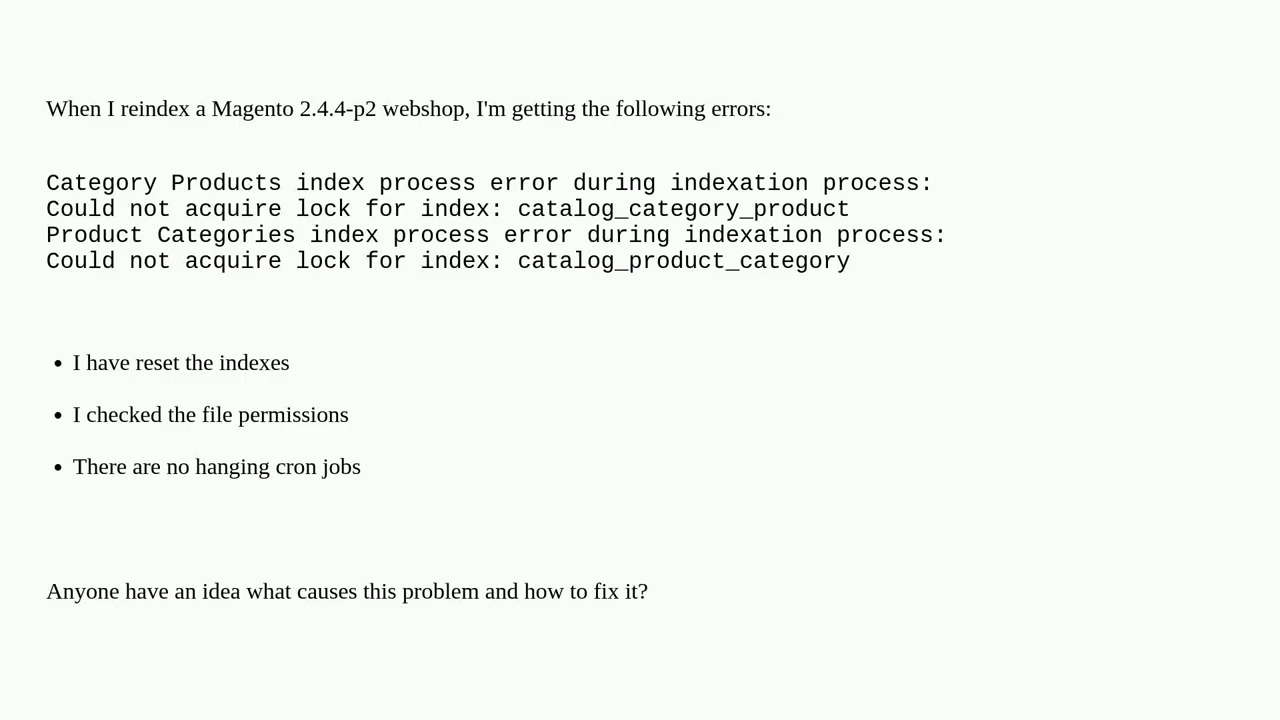 When I reindex a Magento 2.4.4-p2 webshop, I'm getting the following errors:
Category Products index process error during indexation process:
Could not acquire lock for index: catalog_category_product
Product Categories index process error during indexation process:
Could not acquire lock for index: catalog_product_category
• I have reset the indexes
• I checked the file permissions
• There are no hanging cron jobs
Anyone have an idea what causes this problem and how to fix it?